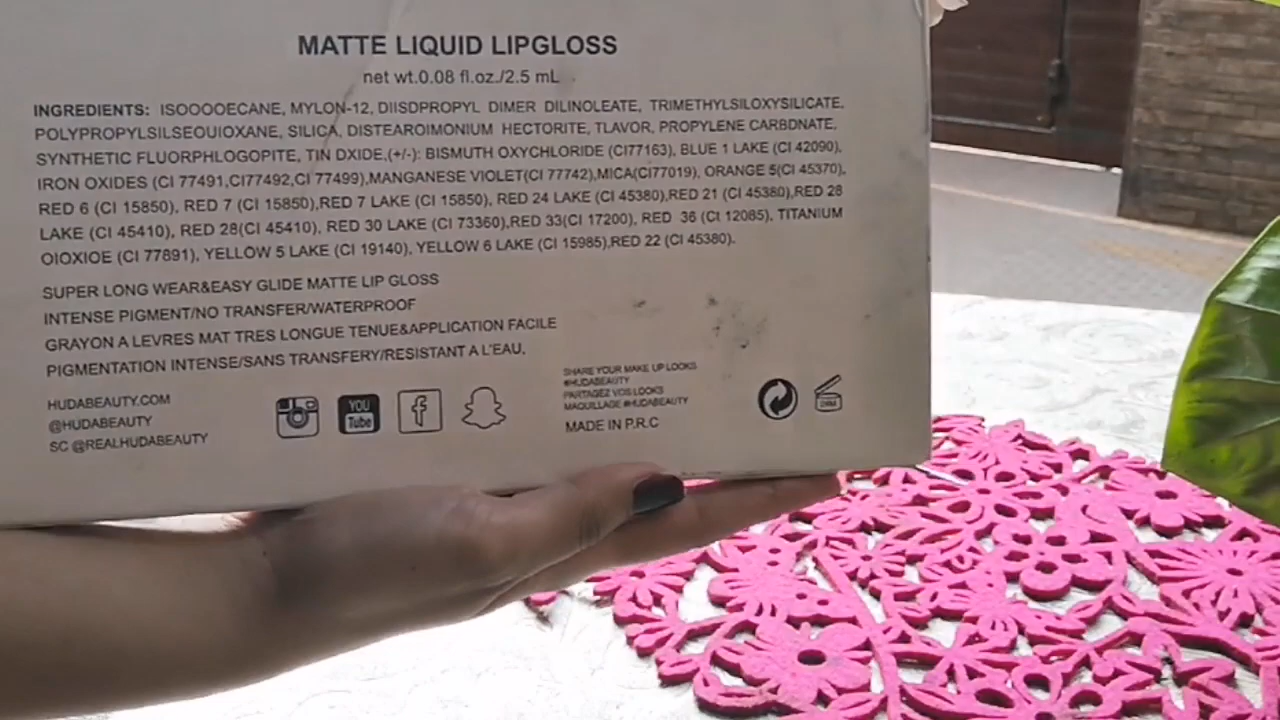 MATTE LIQUID LIPGLOSS
net wt.0.08 fl.oz./2.5 mL
INGREDIENTS: ISOOOOECANE, MYLON-12, DIISDPROPYL DIMER DILINOLEATE, TRIMETHYLSILOXYSILICATE,
POLYPROPYLSILSEOUIOXANE, SILICA, DISTEAROIMONIUM HECTORITE, TLAVOR, PROPYLENE CARBDNATE,
SYNTHETIC FLUORPHLOGOPITE, TIN DXIDE,(+/-): BISMUTH OXYCHLORIDE (CI77163), BLUE 1 LAKE (CI 42090),
IRON OXIDES (CI 77491,CI77492,CI 77499),MANGANESE VIOLET(CI 77742),MICA(CI77019), ORANGE 5(CI 45370),
RED 6 (CI 15850), RED 7 (CI 15850),RED 7 LAKE (CI 15850), RED 24 LAKE (CI 45380),RED 21 (CI 45380),RED 28
LAKE (CI 45410), RED 28(CI 45410), RED 30 LAKE (CI 73360),RED 33(CI 17200), RED 36 (Ct 12085), TITANIUM
OIOXIOE (CI 77891), YELLOW 5 LAKE (CI 19140), YELLOW 6 LAKE (CI 15985),RED 22 (CI 45380).
SUPER LONG WEAR&EASY GLIDE MATTE LIP GLOSS
INTENSE PIGMENT/NO TRANSFER/WATERPROOF
GRAYON A LEVRES MAT TRES LONGUE TENUE&APPLICATION FACILE
PIGMENTATION INTENSE/SANS TRANSFERY/RESISTANT A L'EAU.
HUDABEAUTY.COM
@HUDABEAUTY
SC @REALHUDABEAUTY
YOU
Tube
SHARE YOUR MAKE UP LOOKS
#HUDABEAUTY
PARTAGEZ VOS LOOKS
MAQUILLAGE #HUDABEAUTY
MADE IN P.R.C